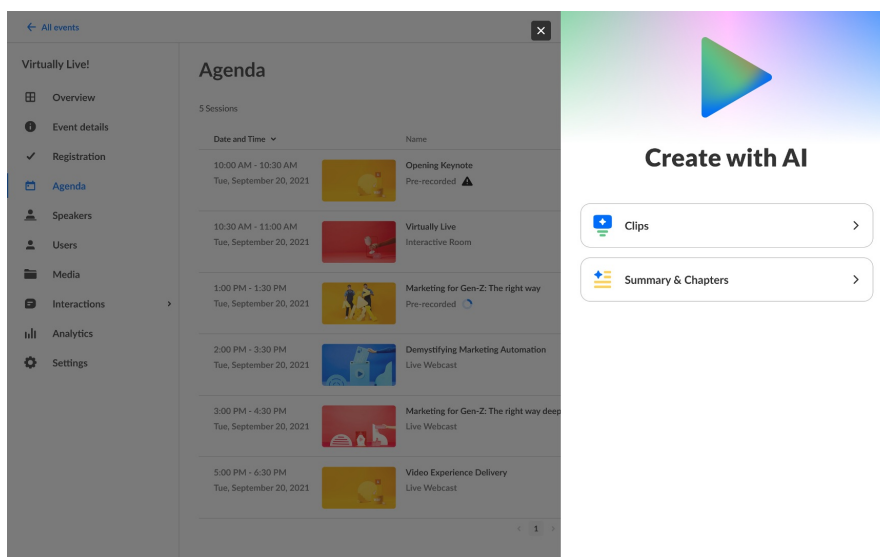 All events
Virtually Live!
Overview
Event details
Registration
Agenda
Speakers
Users
Media
Interactions
Analytics
Settings
Agenda
5 Sessions
Date and Time
Name
10:00 AM - 10:30 AM
Tue, September 20, 2021
Opening Keynote
Pre-recorded
10:30 AM - 11:00 AM
Tue, September 20, 2021
Virtually Live
Interactive Room
1:00 PM - 1:30 PM
Tue, September 20, 2021
Marketing for Gen-Z: The right way
Pre-recorded
2:00 PM - 3:30 PM
Tue, September 20, 2021
Demystifying Marketing Automation
Live Webcast
3:00 PM - 4:30 PM
Tue, September 20, 2021
Marketing for Gen-Z: The right way deep
Live Webcast
5:00 PM - 6:30 PM
Tue, September 20, 2021
Video Experience Delivery
Live Webcast
1
Create with AI
Clips
Summary & Chapters